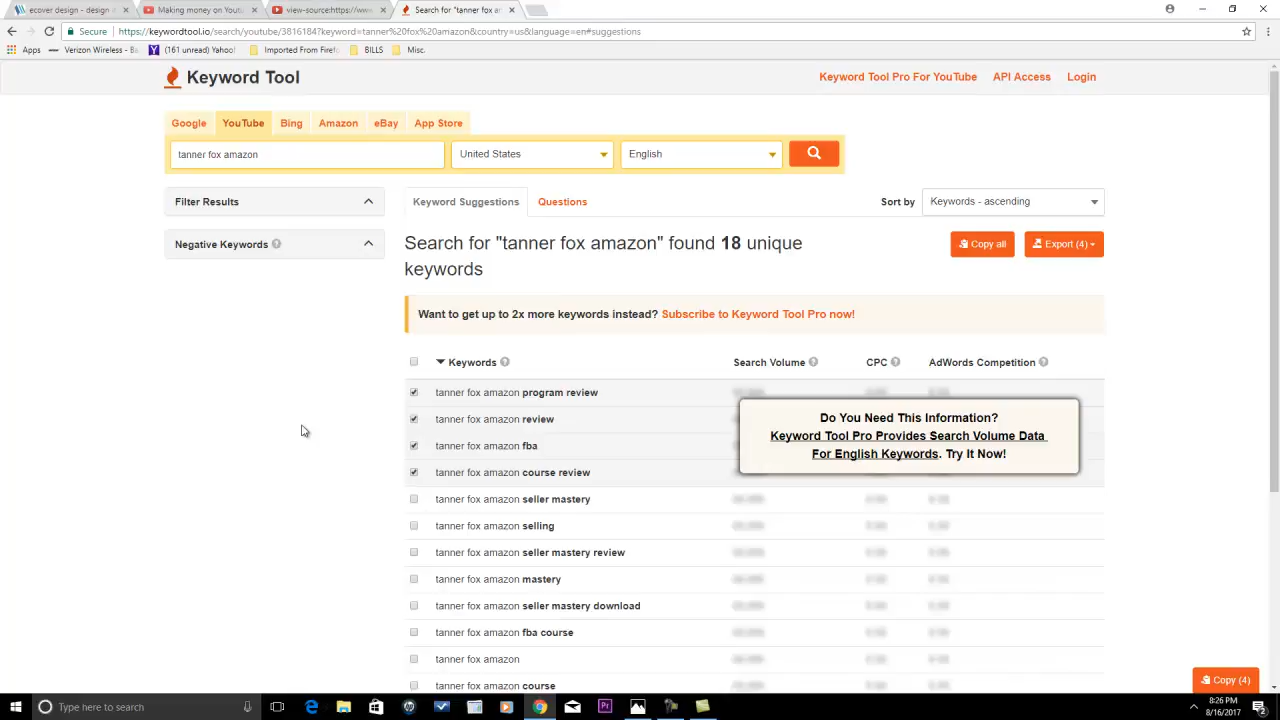 ecover design - design
Making money on Youtu
view-source:https://www.
Search for "tanner fox am
Secure
https://keywordtool.io/search/youtube/3816184?keyword=tanner%20fox%20amazon&country=us&language=en#suggestions
Apps
Verizon Wireless - Ba
(161 unread) Yahoo!
Imported From Firefo
BILLS
Misc.
Keyword Tool
Keyword Tool Pro For YouTube
API Access
Login
Google
YouTube
Bing
Amazon
eBay
App Store
tanner fox amazon
United States
English
Filter Results
Keyword Suggestions
Questions
Sort by
Keywords - ascending
Negative Keywords
Search for "tanner fox amazon" found 18 unique
keywords
Copy all
Export (4)
Want to get up to 2x more keywords instead? Subscribe to Keyword Tool Pro now!
Keywords
Search Volume
CPC
AdWords Competition
tanner fox amazon program review
tanner fox amazon review
tanner fox amazon fba
tanner fox amazon course review
Do You Need This Information?
Keyword Tool Pro Provides Search Volume Data
For English Keywords. Try It Now!
tanner fox amazon seller mastery
tanner fox amazon selling
tanner fox amazon seller mastery review
tanner fox amazon mastery
tanner fox amazon seller mastery download
tanner fox amazon fba course
tanner fox amazon
tanner fox amazon course
Copy (4)
Type here to search
8:26 PM
8/16/2017